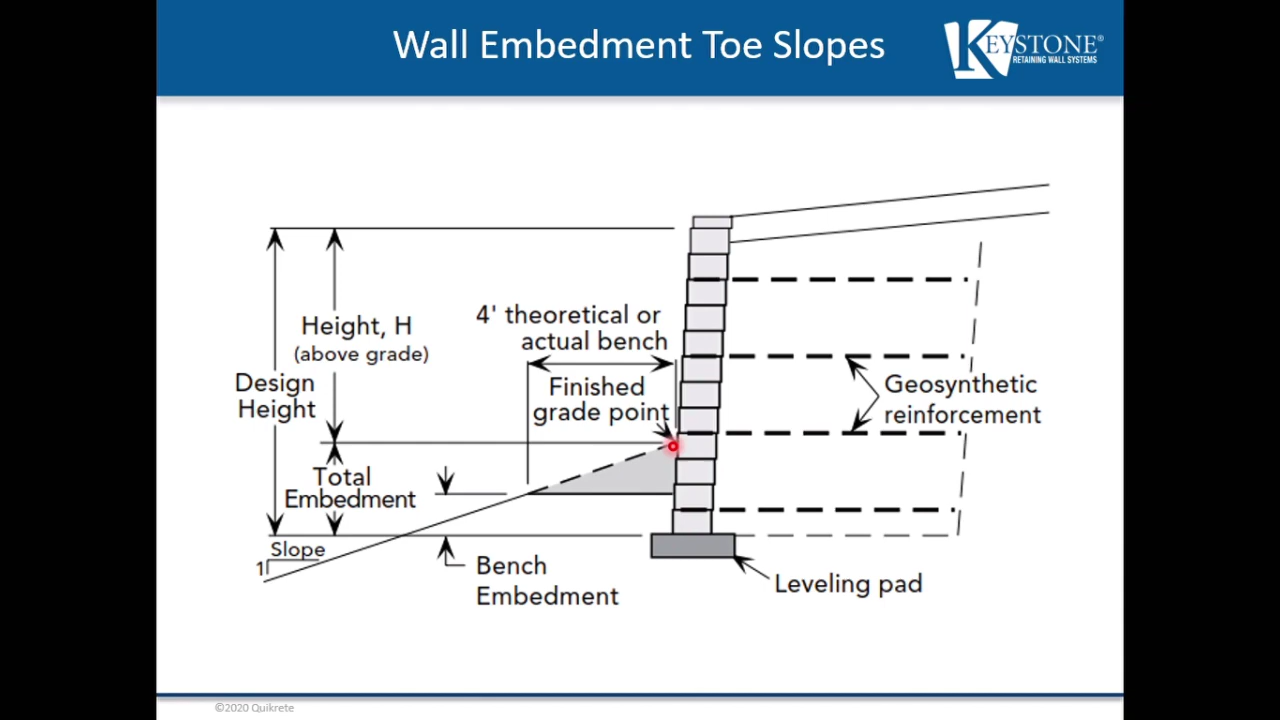 Wall Embedment Toe Slopes
KEYSTONE®
RETAINING WALL SYSTEMS
4' theoretical or
actual bench
Height, H
(above grade)
Design
Height
Finished
grade point
Geosynthetic
reinforcement
Total
Embedment
Slope
1
Bench
Embedment
Leveling pad
©2020 Quikrete